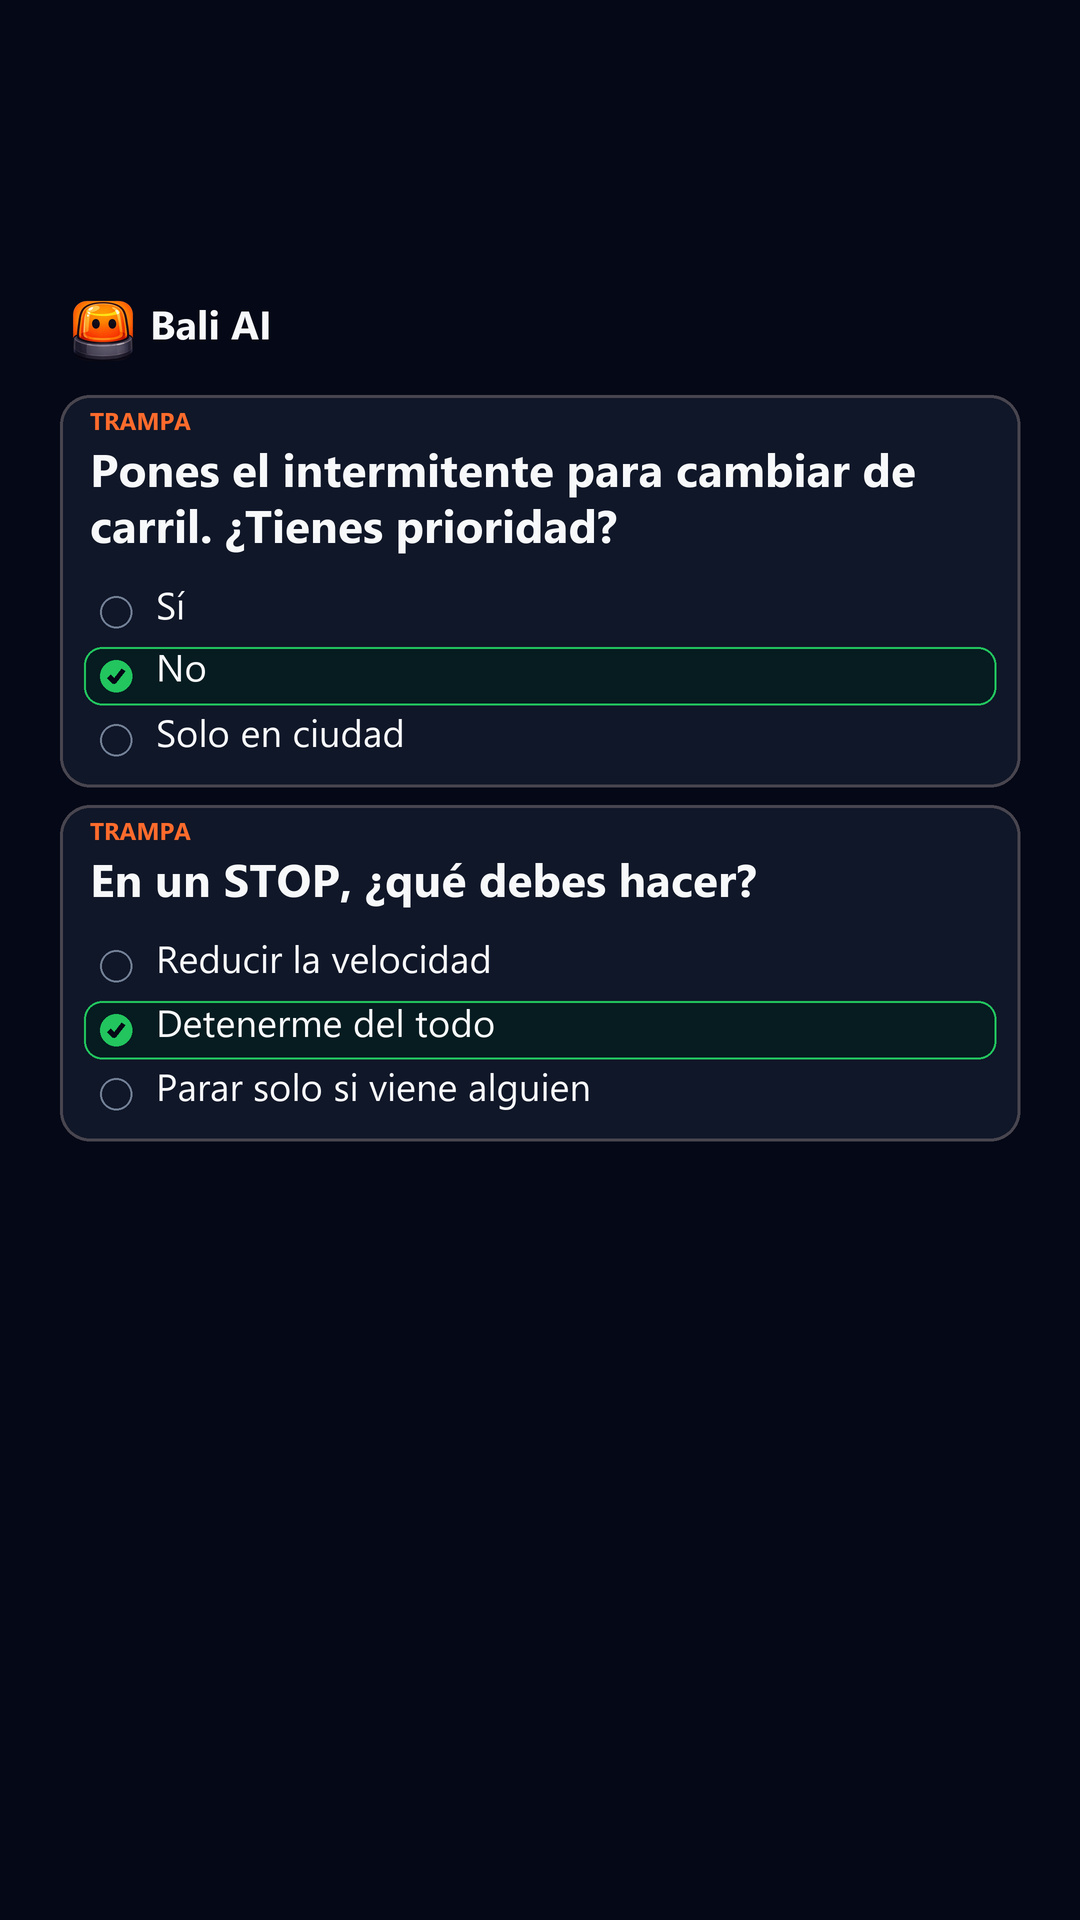 Bali AI
TRAMPA
Pones el intermitente para cambiar de
carril. ¿Tienes prioridad?
Sí
No
Solo en ciudad
TRAMPA
En un STOP, ¿qué debes hacer?
Reducir la velocidad
Detenerme del todo
Parar solo si viene alguien